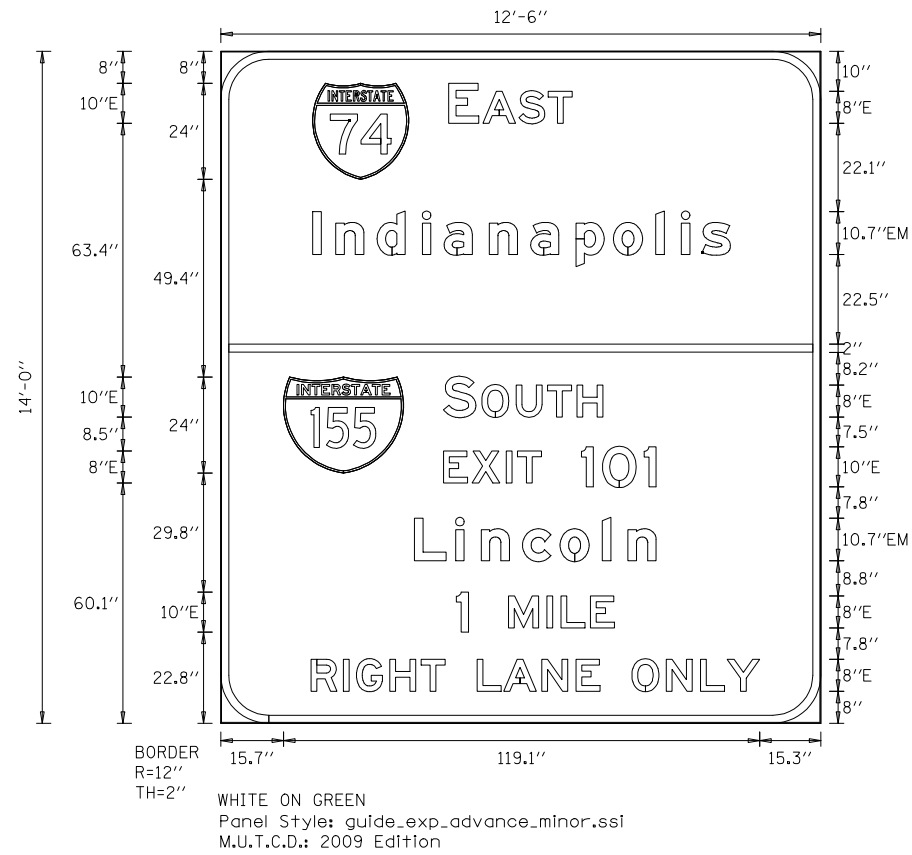 12'-6"
8"
8"
10"
10"E
INTERSTATE
EAST
8"E
24"
74
22.1"
Indianapolis
10.7"EM
63.4"
49.4"
22.5"
2"
14'-0"
8.2"
10"E
INTERSTATE
SOUTH
8"E
8.5"
24"
155
7.5"
8"E
EXIT 101
10"E
7.8"
29.8"
Lincoln
10.7"EM
8.8"
60.1"
10"E
1 MILE
8"E
7.8"
22.8"
RIGHT LANE ONLY
8"E
8"
BORDER
R=12"
TH=2"
15.7"
119.1"
15.3"
WHITE ON GREEN
Panel Style: guide_exp_advance_minor.ssi
M.U.T.C.D.: 2009 Edition